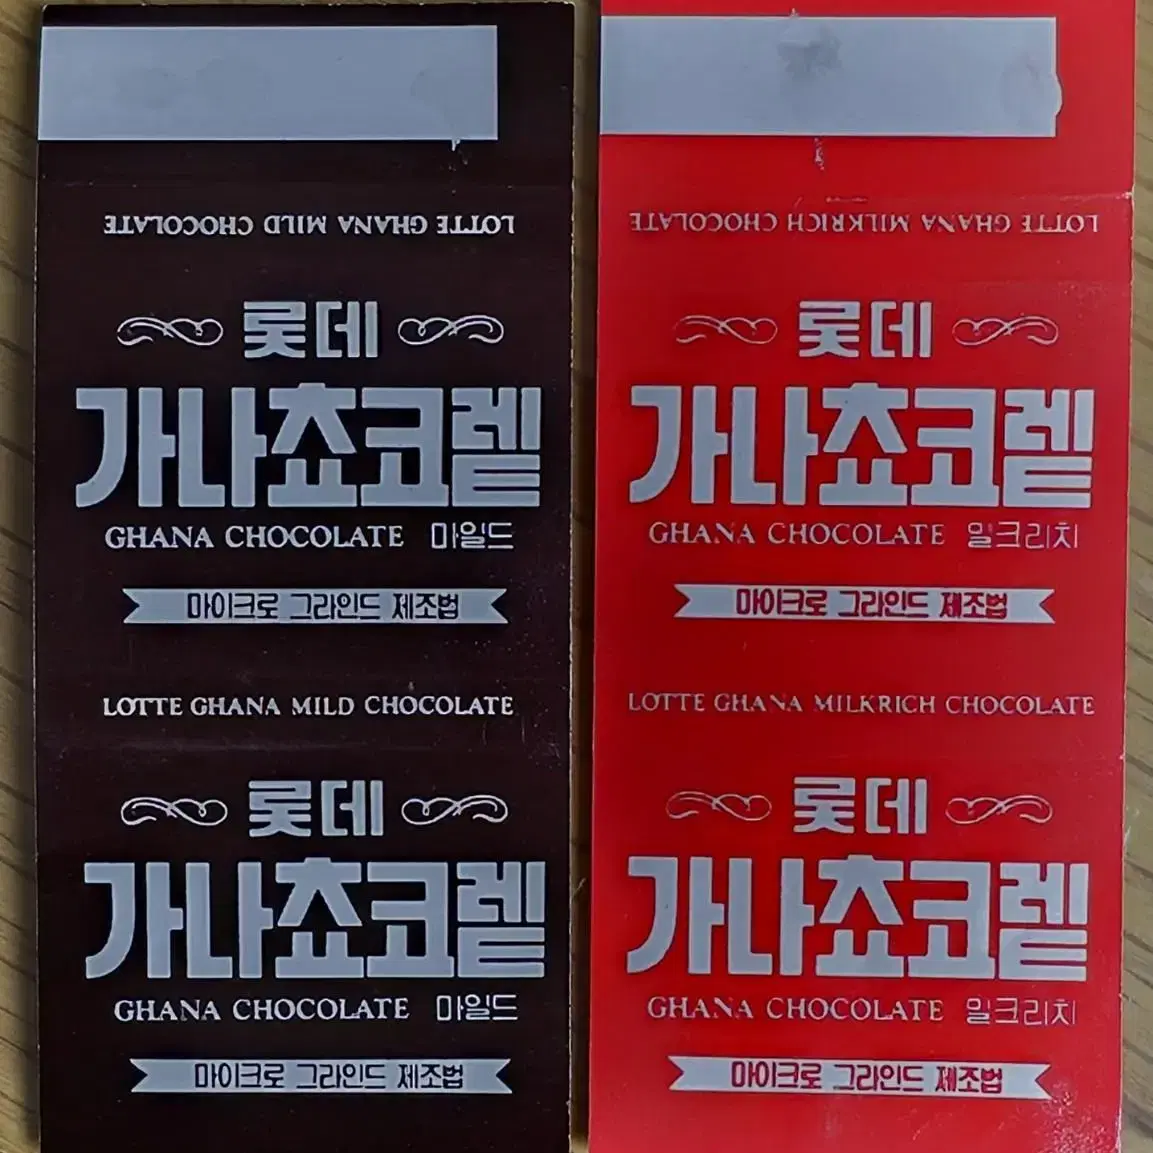 LOTTE GHANA MILD CHOCOLATE
롯데
가나쵸코렡
GHANA CHOCOLATE 마일드
마이크로 그라인드 제조법
LOTTE GHANA MILD CHOCOLATE
롯데
가나쵸코렡
GHANA CHOCOLATE 마일드
마이크로 그라인드 제조법
LOTTE GHANA MILKRICH CHOCOLATE
롯데
가나쵸코렡
GHANA CHOCOLATE 밀크리치
마이크로 그라인드 제조법
LOTTE GHANA MILKRICH CHOCOLATE
롯데
가나쵸코렡
GHANA CHOCOLATE 밀크리치
마이크로 그라인드 제조법